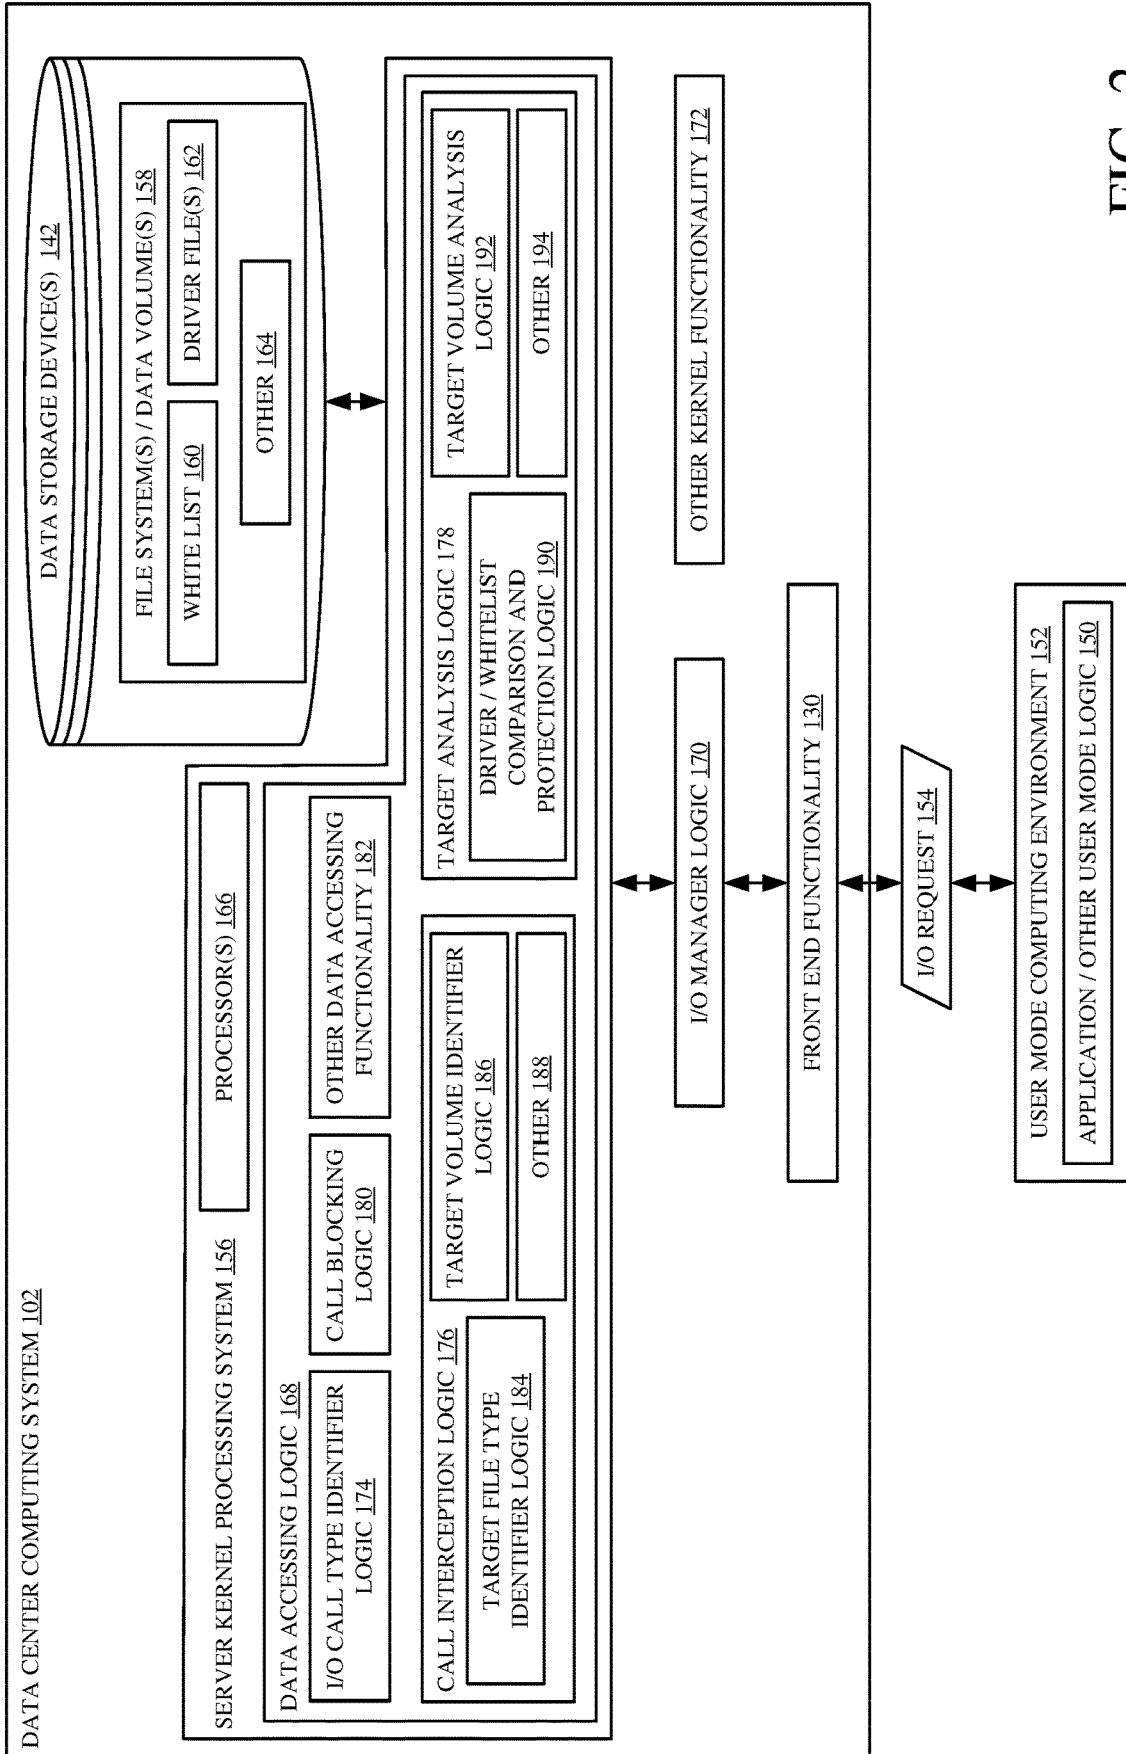 DATA CENTER COMPUTING SYSTEM 102
DATA STORAGE DEVICE(S) 142
FILE SYSTEM(S) / DATA VOLUME(S) 158
WHITE LIST 160
DRIVER FILE(S) 162
OTHER 164
SERVER KERNEL PROCESSING SYSTEM 156
PROCESSOR(S) 166
DATA ACCESSING LOGIC 168
I/O CALL TYPE IDENTIFIER
LOGIC 174
CALL BLOCKING
LOGIC 180
OTHER DATA ACCESSING
FUNCTIONALITY 182
CALL INTERCEPTION LOGIC 176
TARGET FILE TYPE
IDENTIFIER LOGIC 184
TARGET VOLUME IDENTIFIER
LOGIC 186
OTHER 188
TARGET ANALYSIS LOGIC 178
DRIVER / WHITELIST
COMPARISON AND
PROTECTION LOGIC 190
TARGET VOLUME ANALYSIS
LOGIC 192
OTHER 194
I/O MANAGER LOGIC 170
OTHER KERNEL FUNCTIONALITY 172
FRONT END FUNCTIONALITY 130
I/O REQUEST 154
USER MODE COMPUTING ENVIRONMENT 152
APPLICATION / OTHER USER MODE LOGIC 150
FIG.